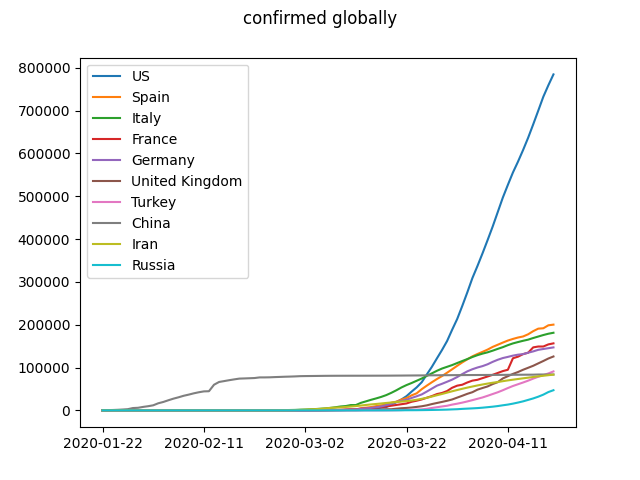 confirmed globally
800000
700000
600000
500000
400000
300000
200000
100000
0
US
Spain
Italy
France
Germany
United Kingdom
Turkey
China
Iran
Russia
2020-01-22 2020-02-11 2020-03-02 2020-03-22 2020-04-11